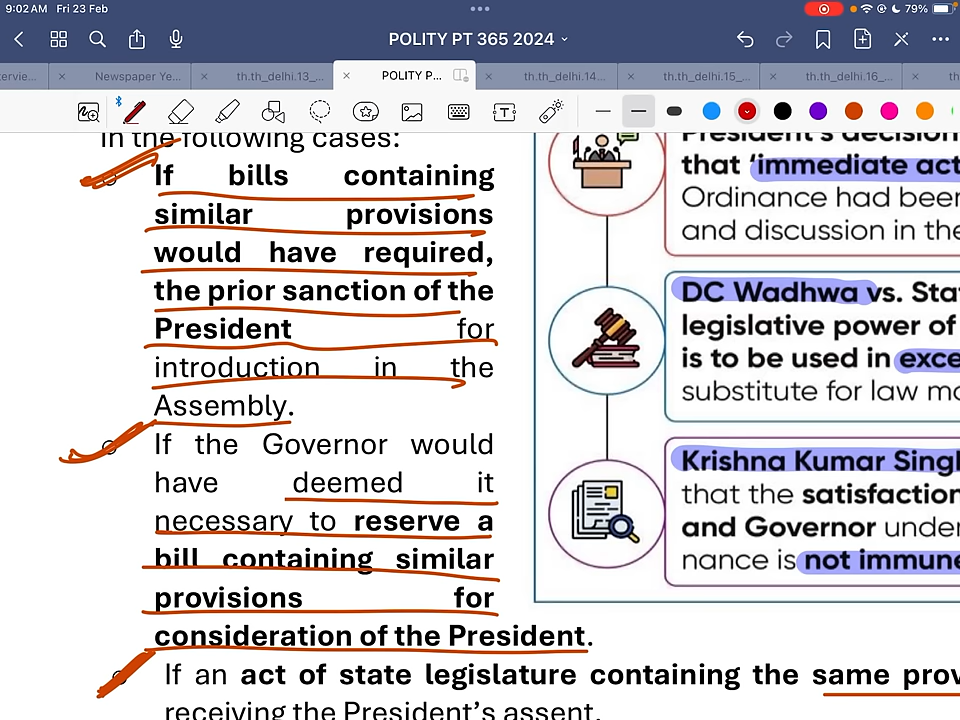 9:02 AM Fri 23 Feb
79%
POLITY PT 365 2024
tervie...
Newspaper Ye...
th.th_delhi.13_...
POLITY P...
th.th_delhi.14...
th.th_delhi.15_...
th.th_delhi.16_...
th
in the following cases:
If bills containing
similar provisions
would have required,
the prior sanction of the
President for
introduction in the
Assembly.
If the Governor would
have deemed it
necessary to reserve a
bill containing similar
provisions for
consideration of the President.
If an act of state legislature containing the same prov
receiving the President's assent.
President's decision
that 'immediate act
Ordinance had been
and discussion in the
DC Wadhwa vs. Sta
legislative power of
is to be used in exce
substitute for law ma
Krishna Kumar Singh
that the satisfaction
and Governor under
nance is not immune